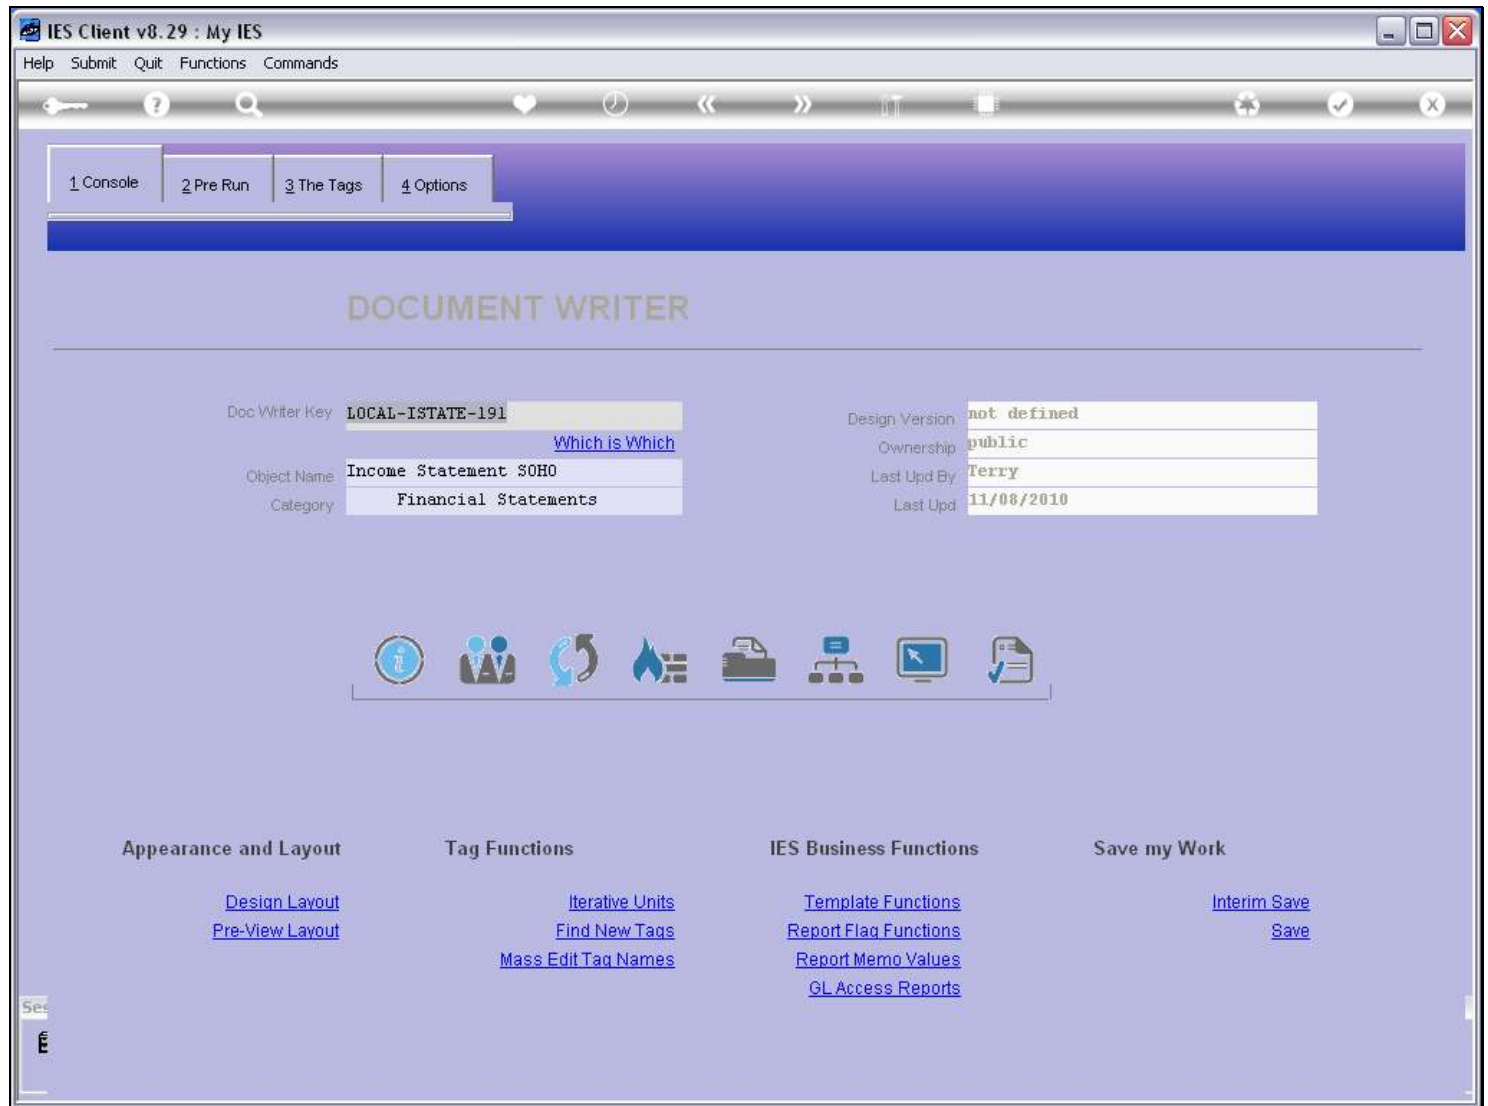 IES Client v8.29 : My IES
Help Submit Quit Functions Commands
1 Console 2 Pre Run 3 The Tags 4 Options
DOCUMENT WRITER
Doc Writer Key LOCAL-ISTATE-191 Design Version not defined
Which is Which Ownership public
Object Name Income Statement SOHO Last Upd By Terry
Category Financial Statements Last Upd 11/08/2010
Appearance and Layout Tag Functions IES Business Functions Save my Work
Design Layout Iterative Units Template Functions Interim Save
Pre-View Layout Find New Tags Report Flag Functions Save
Mass Edit Tag Names Report Memo Values
GL Access Reports
Ses